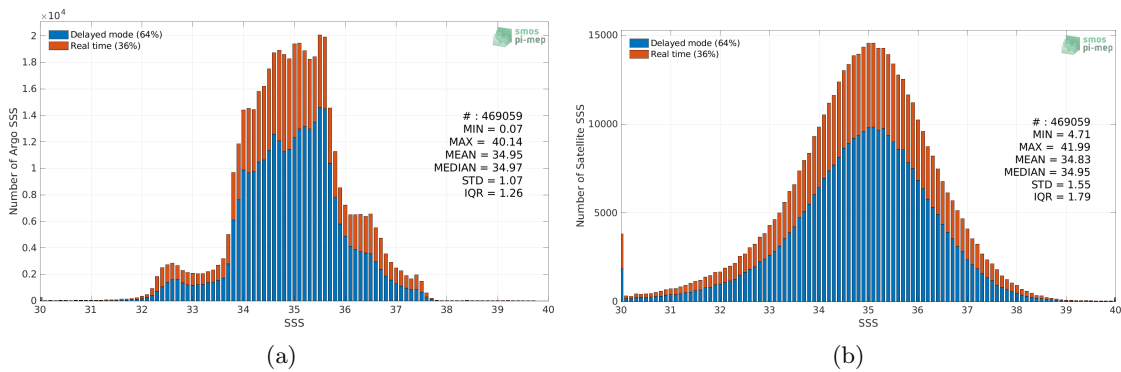 ×10⁴
Delayed mode (64%)
Real time (36%)
smos
pi-mep
2
1.8
1.6
1.4
1.2
1
0.8
0.6
0.4
0.2
0
Number of Argo SSS
# : 469059
MIN = 0.07
MAX = 40.14
MEAN = 34.95
MEDIAN = 34.97
STD = 1.07
IQR = 1.26
30 31 32 33 34 35 36 37 38 39 40
SSS
(a)
Delayed mode (64%)
Real time (36%)
smos
pi-mep
15000
10000
5000
0
Number of Satellite SSS
# : 469059
MIN = 4.71
MAX = 41.99
MEAN = 34.83
MEDIAN = 34.95
STD = 1.55
IQR = 1.79
30 31 32 33 34 35 36 37 38 39 40
SSS
(b)